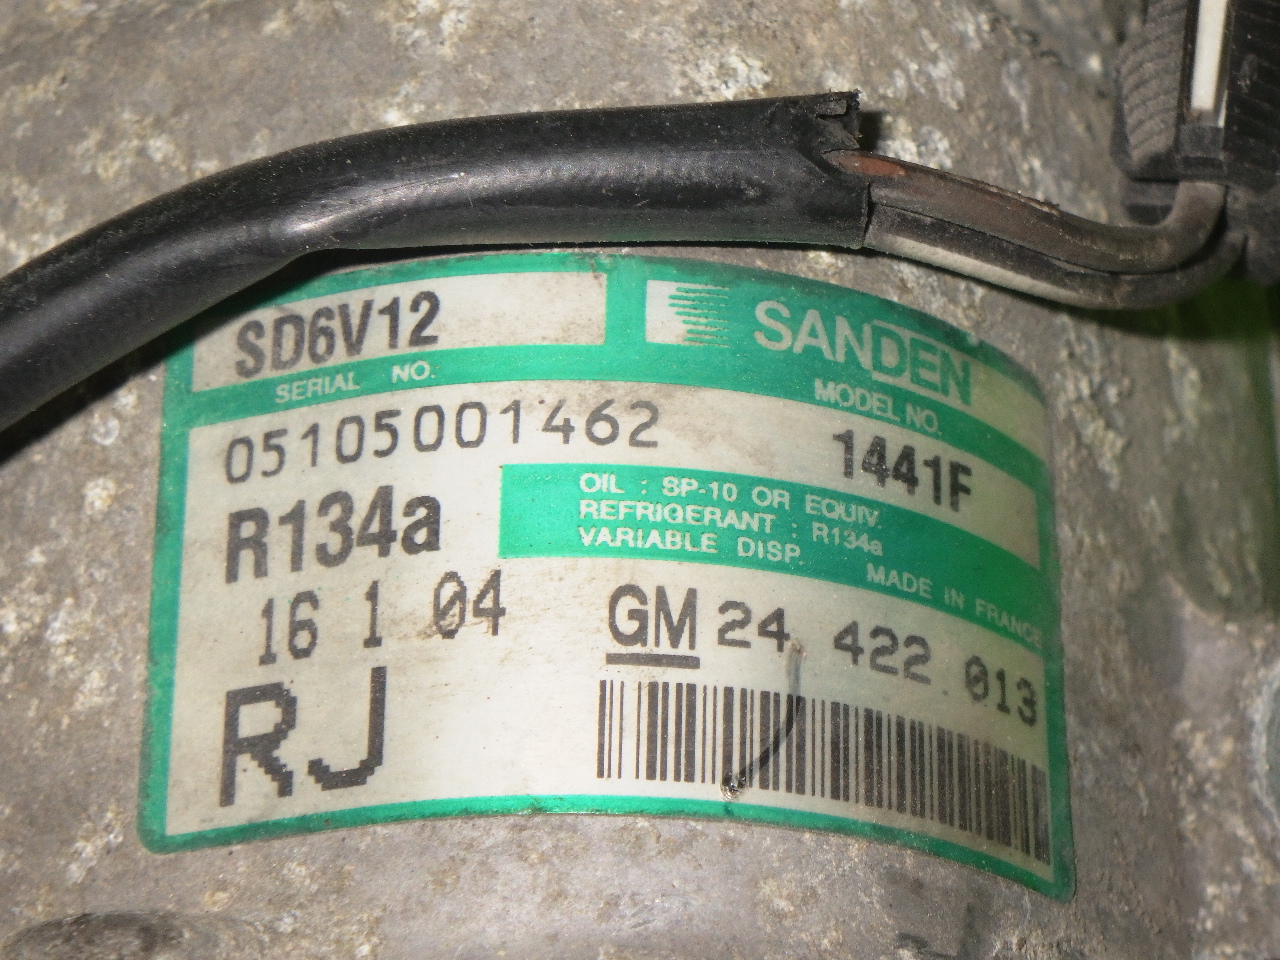 SD6V12
SANDEN
SERIAL NO.
MODEL NO.
05105001462
1441F
R134a
OIL : SP-10 OR EQUIV.
REFRIGERANT : R134a
VARIABLE DISP.
MADE IN FRANCE
16 1 04
GM 24 422 013
RJ